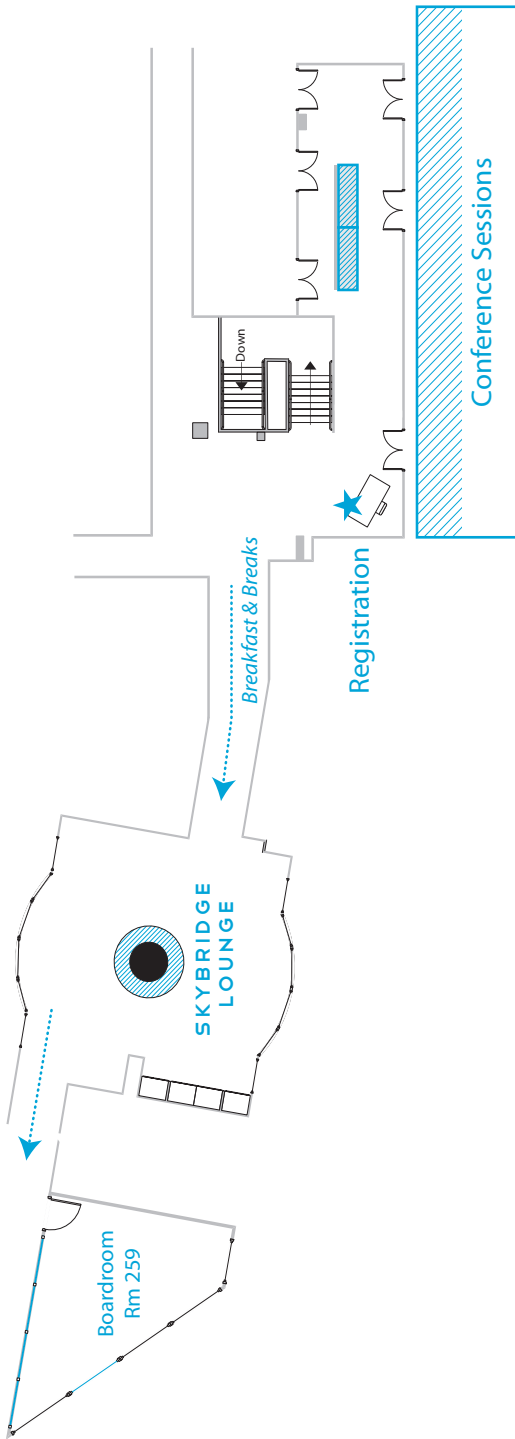 Boardroom
Rm 259
SKYBRIDGE
LOUNGE
Breakfast & Breaks
Registration
Down
Conference Sessions